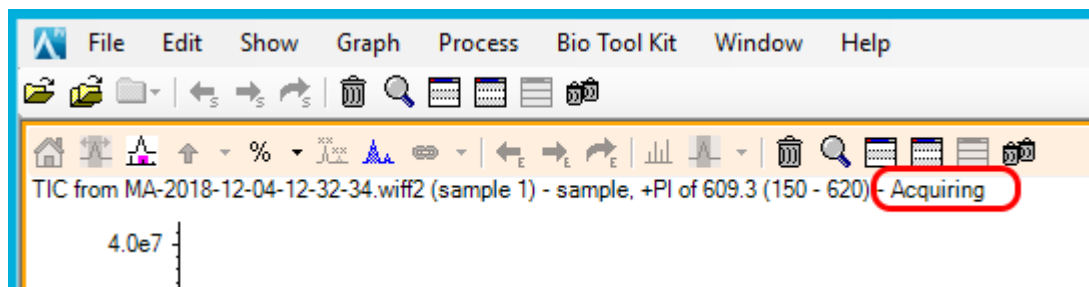 File Edit Show Graph Process Bio Tool Kit Window Help
%
TIC from MA-2018-12-04-12-32-34.wiff2 (sample 1) - sample, +PI of 609.3 (150 - 620) - Acquiring
4.0e7